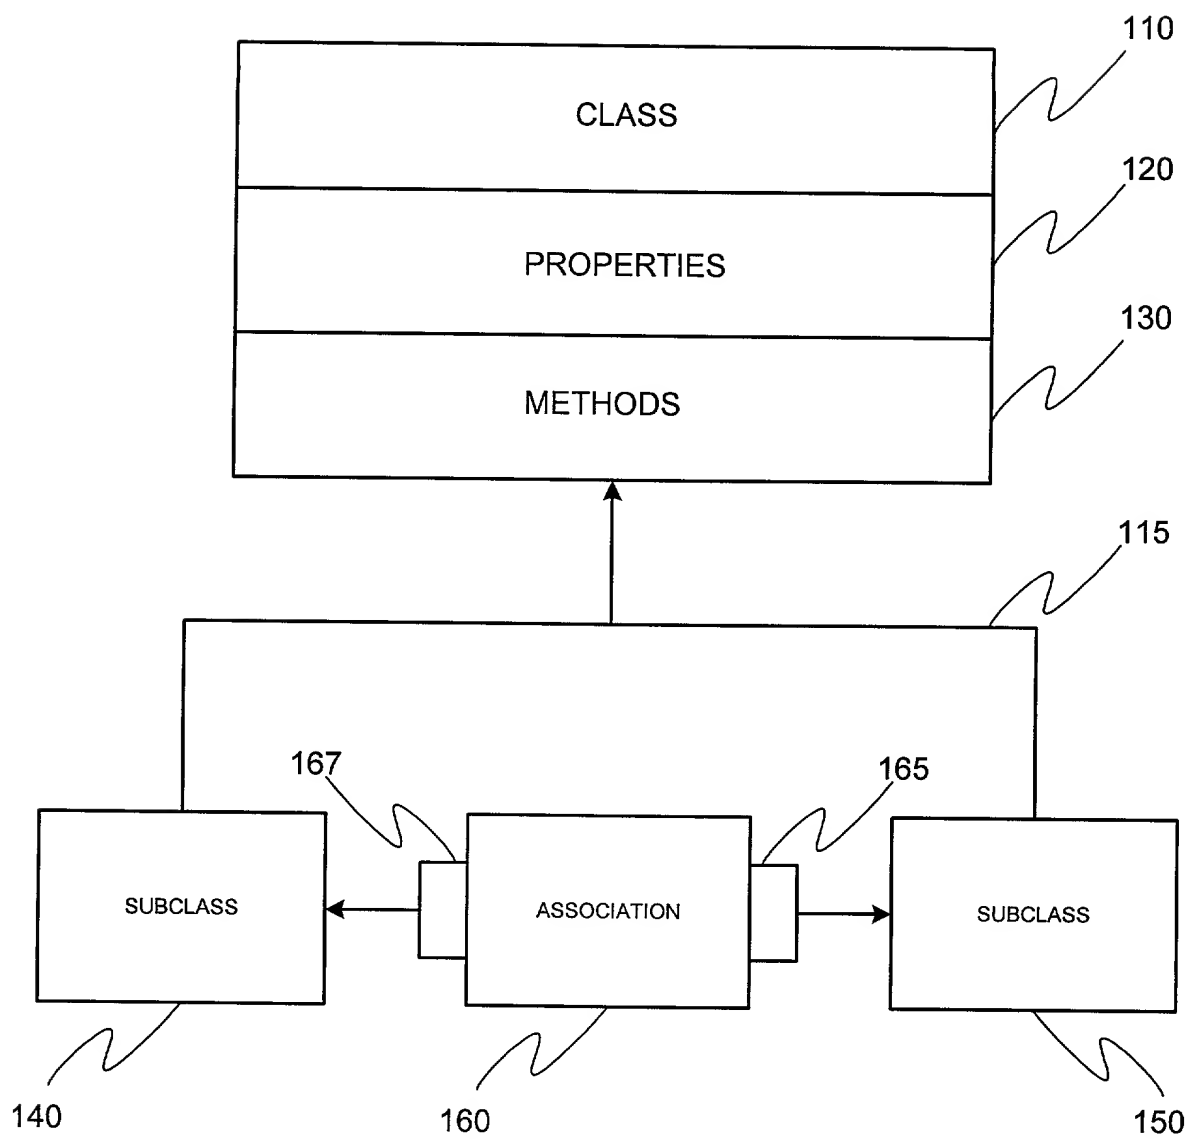 110
CLASS
120
PROPERTIES
130
METHODS
115
167
165
SUBCLASS
ASSOCIATION
SUBCLASS
140
160
150